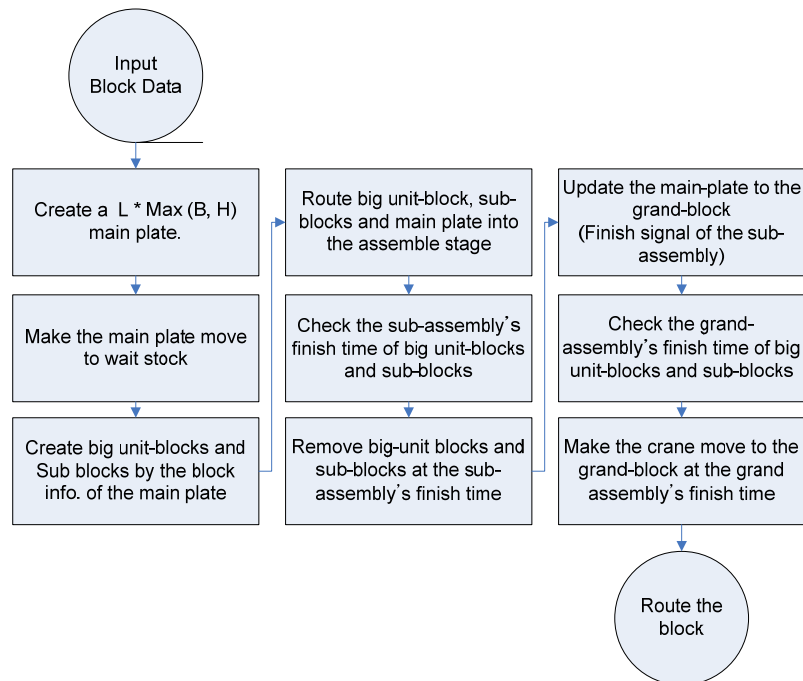 Input
Block Data
Create a L * Max (B, H)
main plate.
Make the main plate move
to wait stock
Create big unit-blocks and
Sub blocks by the block
info. of the main plate
Route big unit-block, sub-
blocks and main plate into
the assemble stage
Check the sub-assembly's
finish time of big unit-blocks
and sub-blocks
Remove big-unit blocks and
sub-blocks at the sub-
assembly's finish time
Update the main-plate to the
grand-block
(Finish signal of the sub-
assembly)
Check the grand-
assembly's finish time of big
unit-blocks and sub-blocks
Make the crane move to the
grand-block at the grand
assembly's finish time
Route the
block